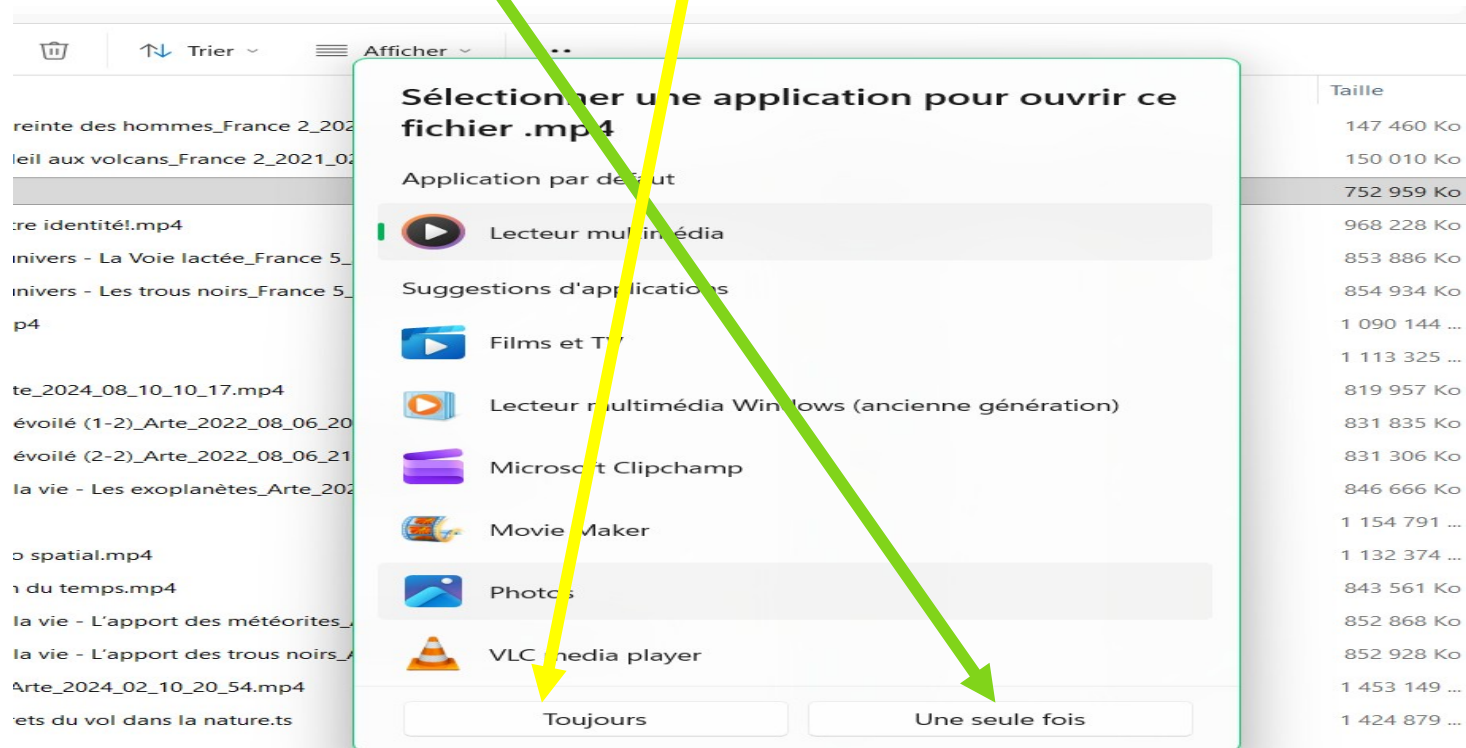 Trier
Afficher
Sélectionner une application pour ouvrir ce
fichier .mp4
Application par défaut
Lecteur multimédia
Suggestions d'applications
Films et TV
Lecteur multimédia Windows (ancienne génération)
Microsoft Clipchamp
Movie Maker
Photos
VLC media player
Toujours
Une seule fois
reinte des hommes_France 2_202
leil aux volcans_France 2_2021_02
tre identité!.mp4
nivers - La Voie lactée_France 5_
nivers - Les trous noirs_France 5_
p4
te_2024_08_10_10_17.mp4
évoilé (1-2)_Arte_2022_08_06_20
évoilé (2-2)_Arte_2022_08_06_21
la vie - Les exoplanètes_Arte_202
o spatial.mp4
n du temps.mp4
la vie - L'apport des météorites_
la vie - L'apport des trous noirs_
Arte_2024_02_10_20_54.mp4
rets du vol dans la nature.ts
Taille
147 460 Ko
150 010 Ko
752 959 Ko
968 228 Ko
853 886 Ko
854 934 Ko
1 090 144 ...
1 113 325 ...
819 957 Ko
831 835 Ko
831 306 Ko
846 666 Ko
1 154 791 ...
1 132 374 ...
843 561 Ko
852 868 Ko
852 928 Ko
1 453 149 ...
1 424 879 ...